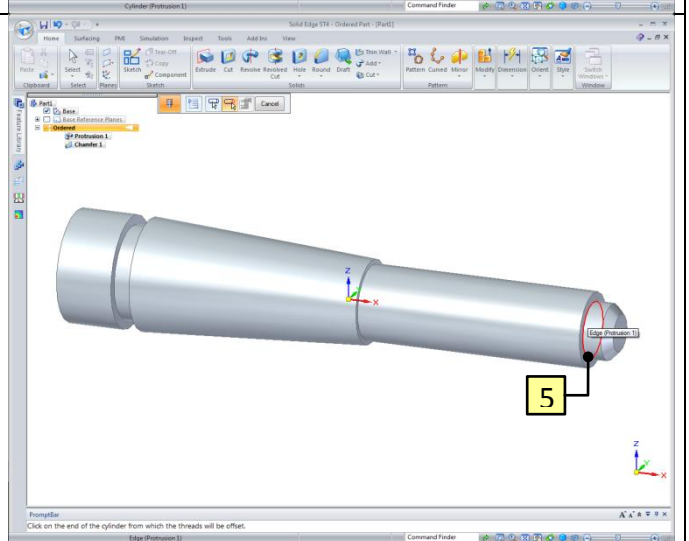 Cylinder (Protrusion 1)
Command Finder
Solid Edge ST4 - Ordered Part - [Part1]
Home Surfacing PMI Simulation Inspect Tools Add Ins View
Paste Select Sketch Tear-Off Copy Component Extrude Cut Revolve Revolved Cut Hole Round Draft Thin Wall Add Cut Pattern Curved Mirror Modify Dimension Orient Style Switch Windows
Clipboard Select Planes Sketch Solids Pattern Window
Cancel
Feature Library
Part1
Base
Base Reference Planes
Ordered
Protrusion 1
Chamfer 1
Z
Y
X
Edge (Protrusion 1)
5
Z
Y
X
PromptBar
Click on the end of the cylinder from which the threads will be offset.
Edge (Protrusion 1)
Command Finder